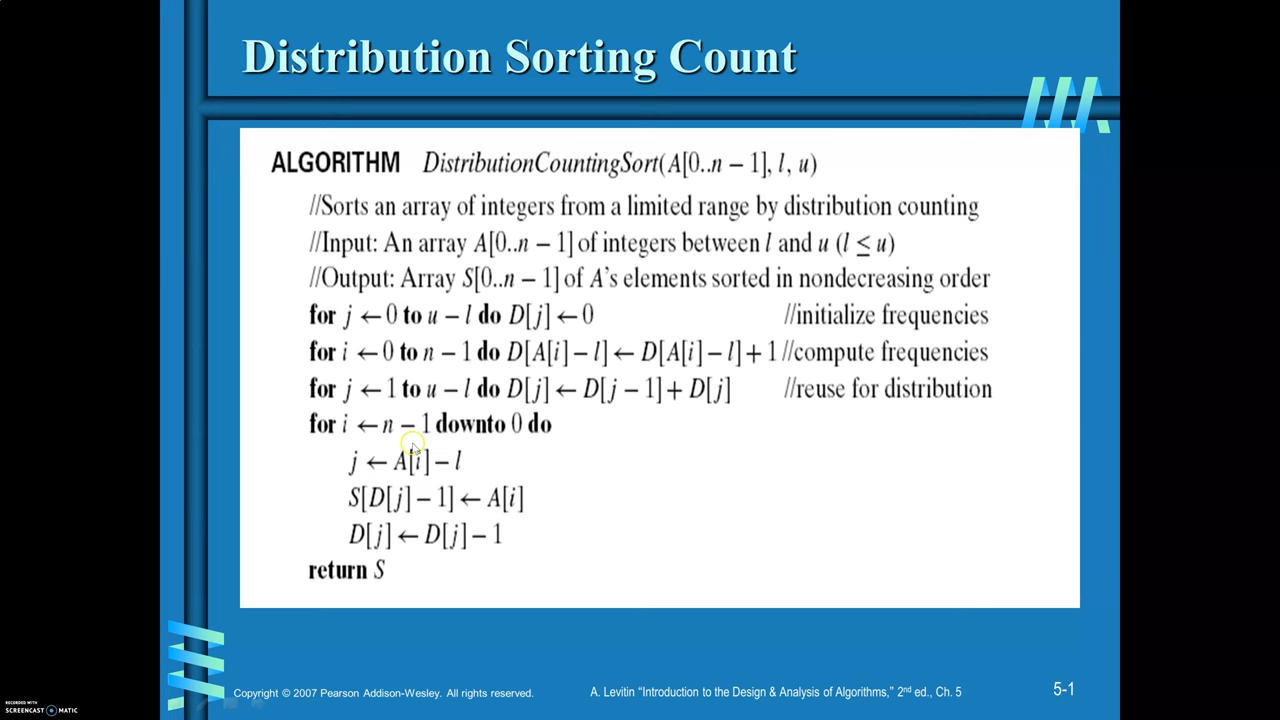 Distribution Sorting Count
ALGORITHM DistributionCountingSort(A[0..n − 1], l, u)
//Sorts an array of integers from a limited range by distribution counting
//Input: An array A[0..n − 1] of integers between l and u (l ≤ u)
//Output: Array S[0..n − 1] of A's elements sorted in nondecreasing order
for j ← 0 to u − l do D[j] ← 0 //initialize frequencies
for i ← 0 to n − 1 do D[A[i] − l] ← D[A[i] − l] + 1 //compute frequencies
for j ← 1 to u − l do D[j] ← D[j − 1] + D[j] //reuse for distribution
for i ← n − 1 downto 0 do
j ← A[i] − l
S[D[j] − 1] ← A[i]
D[j] ← D[j] − 1
return S
Copyright © 2007 Pearson Addison-Wesley. All rights reserved. A. Levitin "Introduction to the Design & Analysis of Algorithms," 2nd ed., Ch. 5 5-1
RECORDED WITH
SCREENCAST MATIC